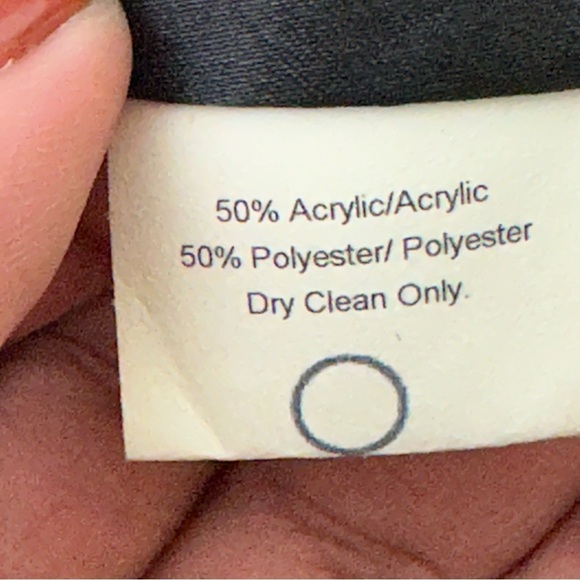 50% Acrylic/Acrylic
50% Polyester/ Polyester
Dry Clean Only.